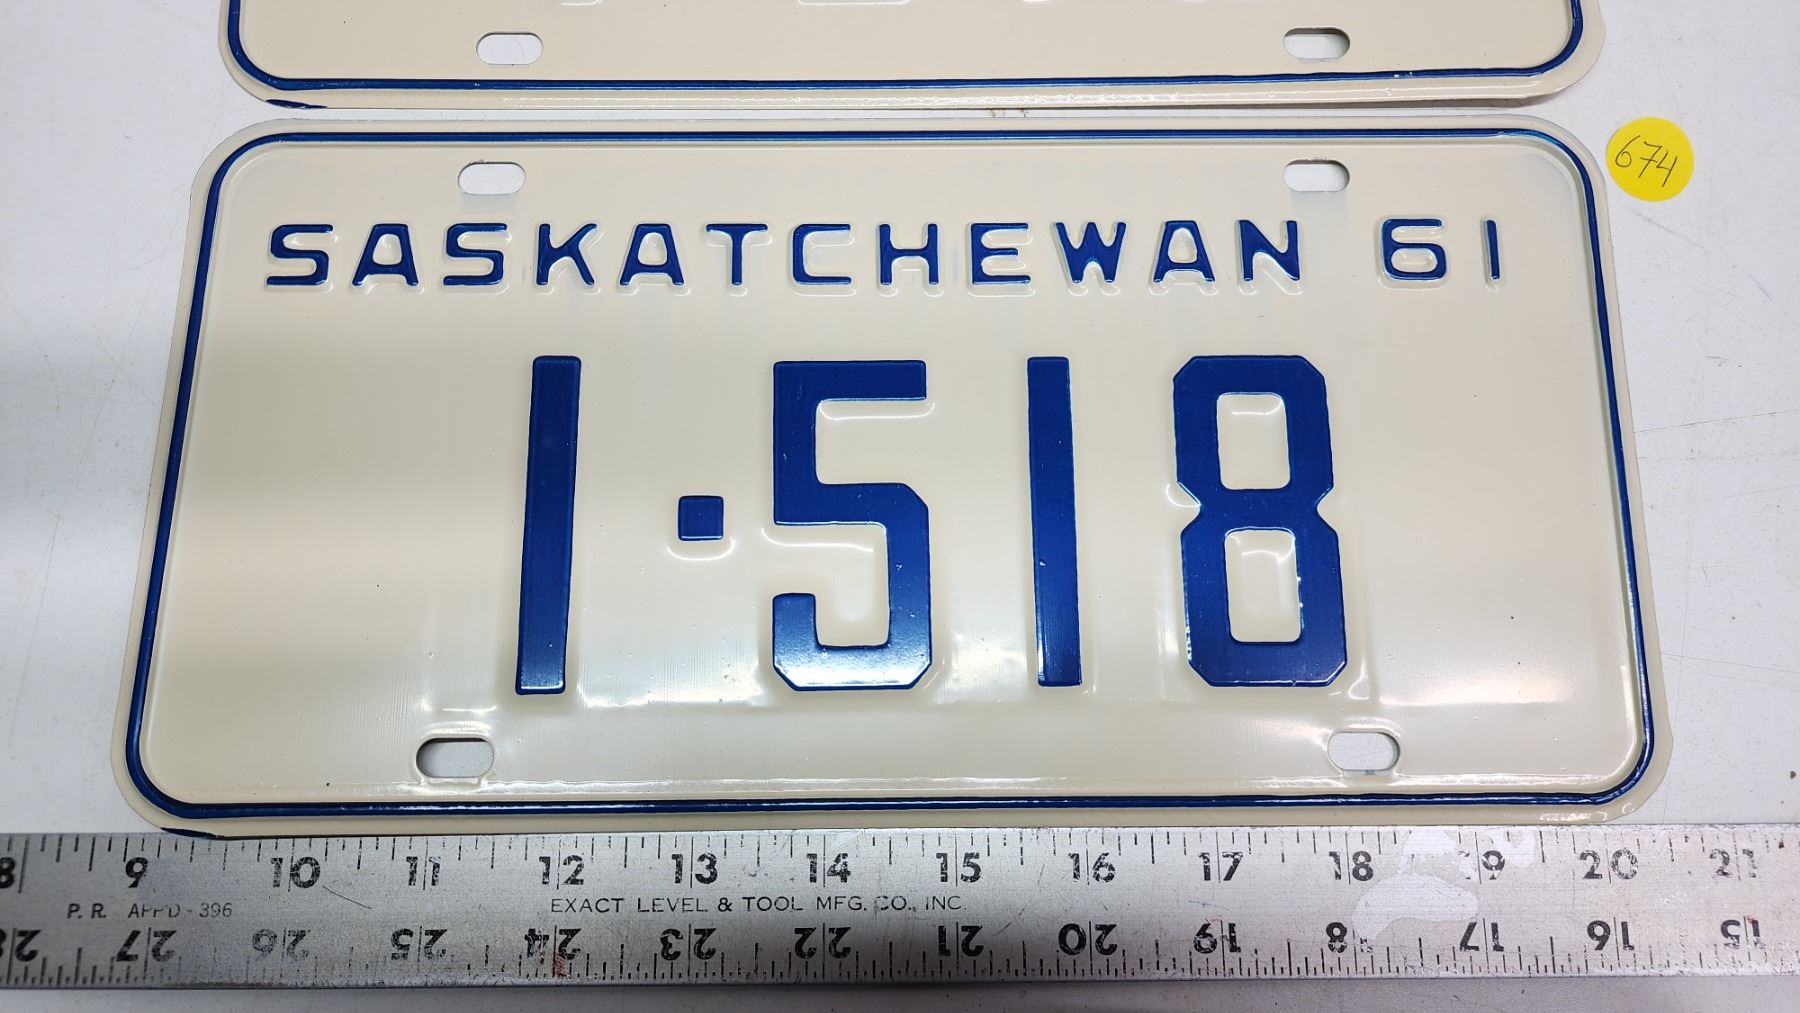 674
SASKATCHEWAN 61
1·518
8 9 10 11 12 13 14 15 16 17 18 19 20 21
P.R. APP'D-396
EXACT LEVEL & TOOL MFG. CO., INC.
28 27 26 25 24 23 22 21 20 19 18 17 16 15